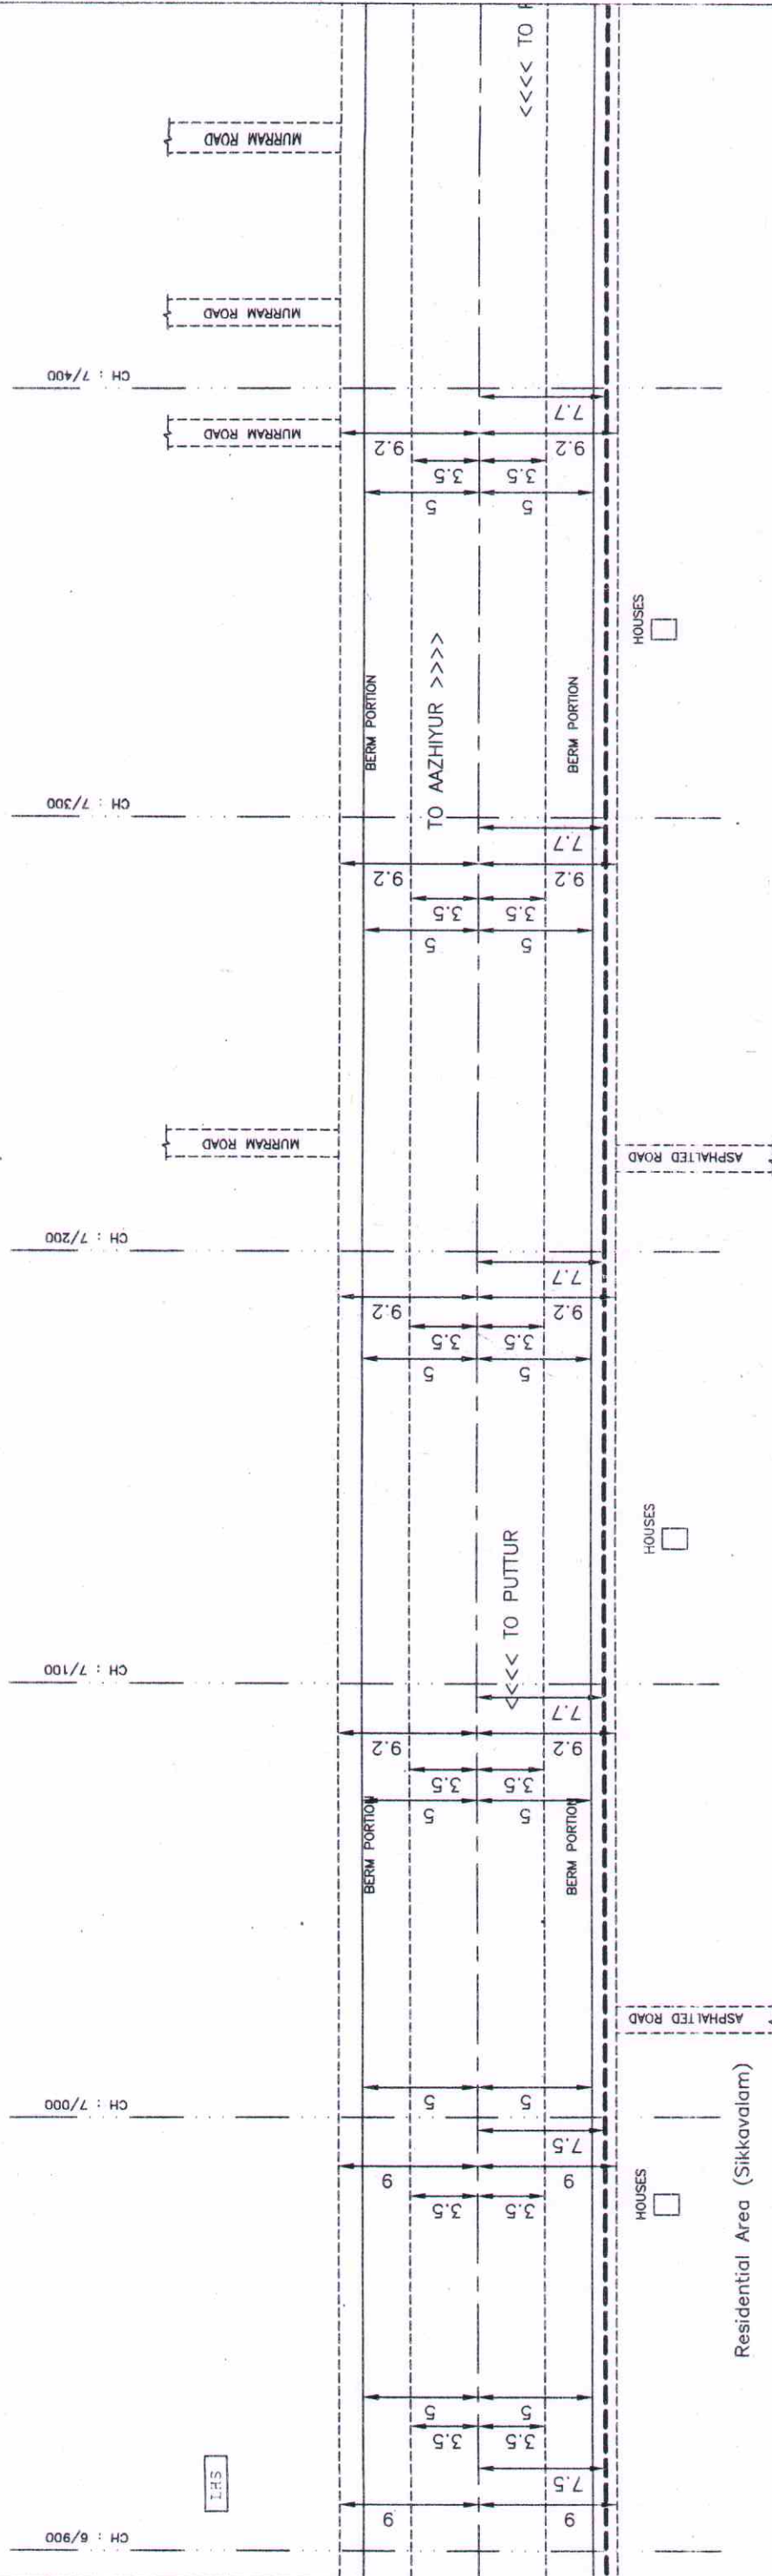 <<<< TO
MURRAM ROAD
MURRAM ROAD
CH : 7/400
7.7
MURRAM ROAD
9.2
9.2
3.5
3.5
5
5
HOUSES
TO AAZHIYUR >>>>
BERM PORTION
BERM PORTION
CH : 7/300
7.7
9.2
9.2
3.5
3.5
5
5
MURRAM ROAD
ASPHALTED ROAD
CH : 7/200
7.7
9.2
9.2
3.5
3.5
5
5
HOUSES
<<<< TO PUTTUR
CH : 7/100
7.7
9.2
9.2
3.5
3.5
5
5
BERM PORTION
BERM PORTION
ASPHALTED ROAD
CH : 7/000
5
5
7.5
9
9
3.5
3.5
HOUSES
Residential Area (Sikkavalam)
5
5
3.5
3.5
7.5
LHS
9
9
CH : 6/900